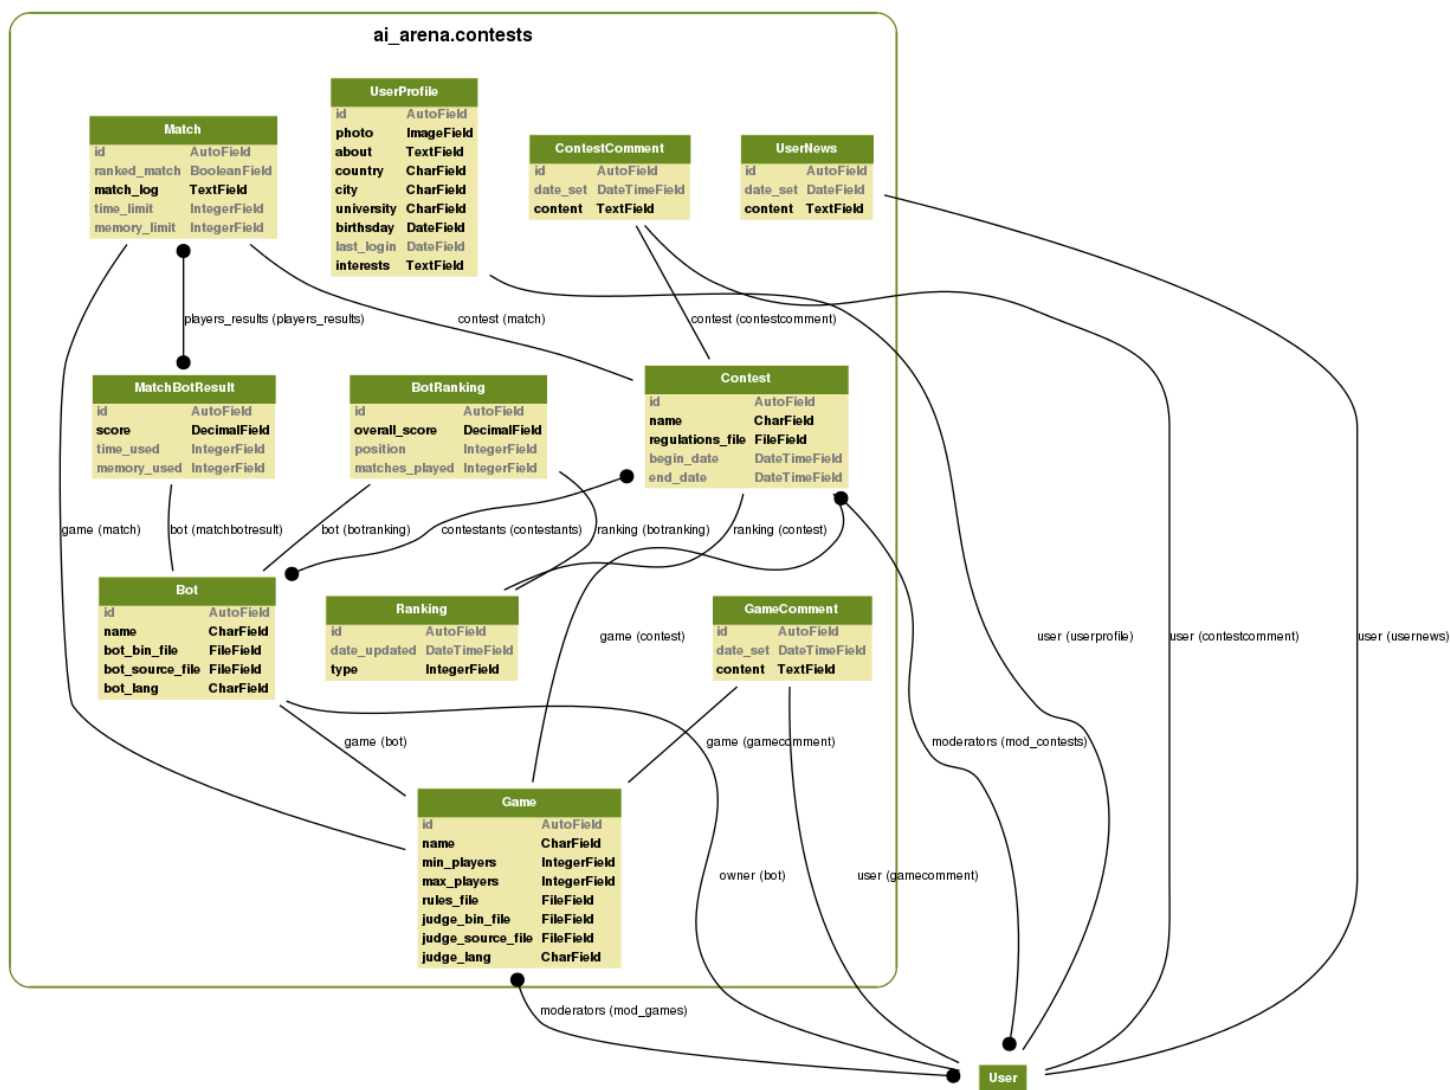 ai_arena.contests
UserProfile
id AutoField
photo ImageField
about TextField
country CharField
city CharField
university CharField
birthsday DateField
last_login DateField
interests TextField
Match
id AutoField
ranked_match BooleanField
match_log TextField
time_limit IntegerField
memory_limit IntegerField
ContestComment
id AutoField
date_set DateTimeField
content TextField
UserNews
id AutoField
date_set DateField
content TextField
players_results (players_results)
contest (match)
contest (contestcomment)
MatchBotResult
id AutoField
score DecimalField
time_used IntegerField
memory_used IntegerField
BotRanking
id AutoField
overall_score DecimalField
position IntegerField
matches_played IntegerField
Contest
id AutoField
name CharField
regulations_file FileField
begin_date DateTimeField
end_date DateTimeField
game (match)
bot (matchbotresult)
bot (botranking)
contestants (contestants)
ranking (botranking)
ranking (contest)
Bot
id AutoField
name CharField
bot_bin_file FileField
bot_source_file FileField
bot_lang CharField
Ranking
id AutoField
date_updated DateTimeField
type IntegerField
game (contest)
GameComment
id AutoField
date_set DateTimeField
content TextField
user (userprofile)
user (contestcomment)
user (usernews)
game (bot)
game (gamecomment)
moderators (mod_contests)
Game
id AutoField
name CharField
min_players IntegerField
max_players IntegerField
rules_file FileField
judge_bin_file FileField
judge_source_file FileField
judge_lang CharField
owner (bot)
user (gamecomment)
moderators (mod_games)
User